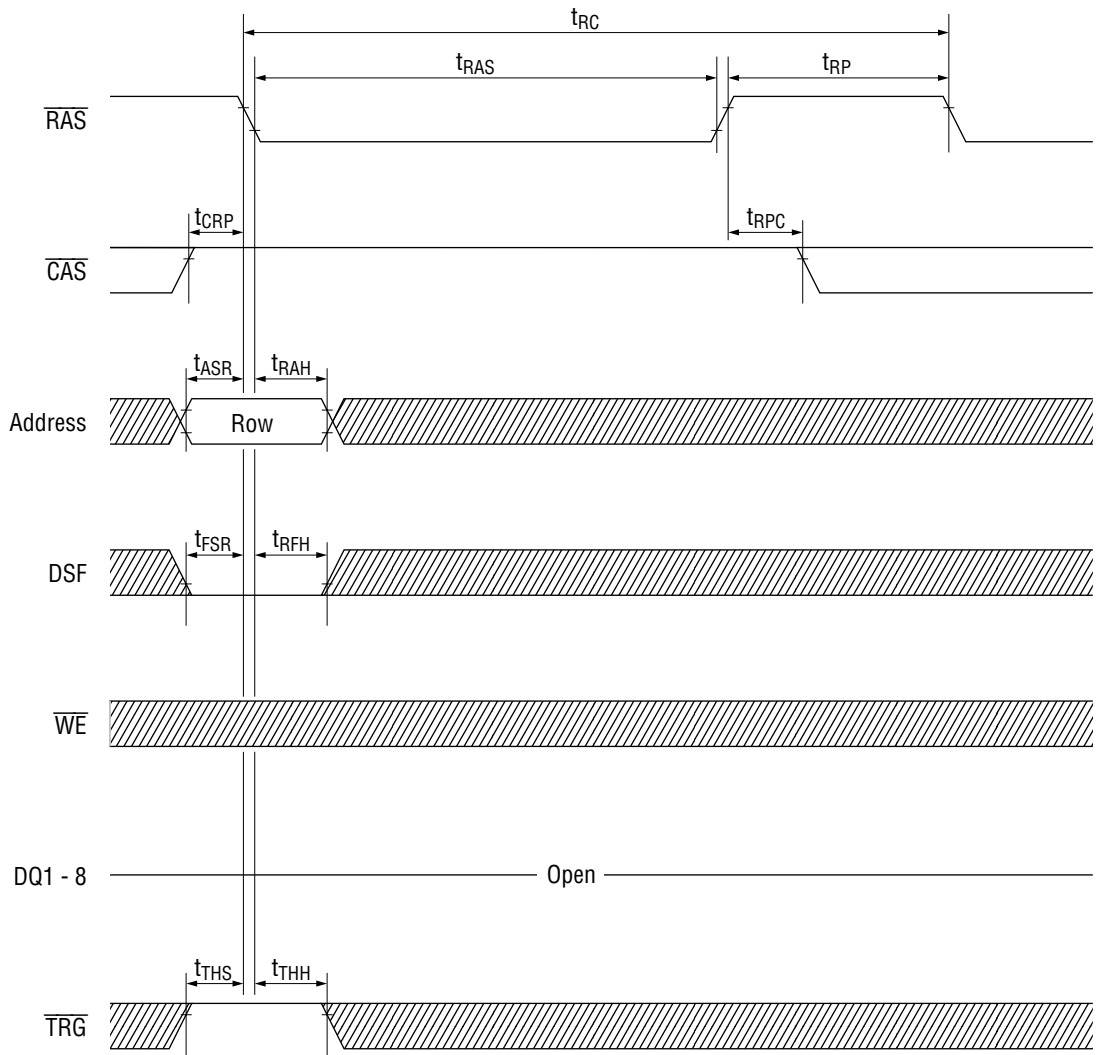 tRC
tRAS
tRP
RAS
tCRP
tRPC
CAS
tASR
tRAH
Address
Row
tFSR
tRFH
DSF
WE
DQ1 - 8
Open
tTHS
tTHH
TRG